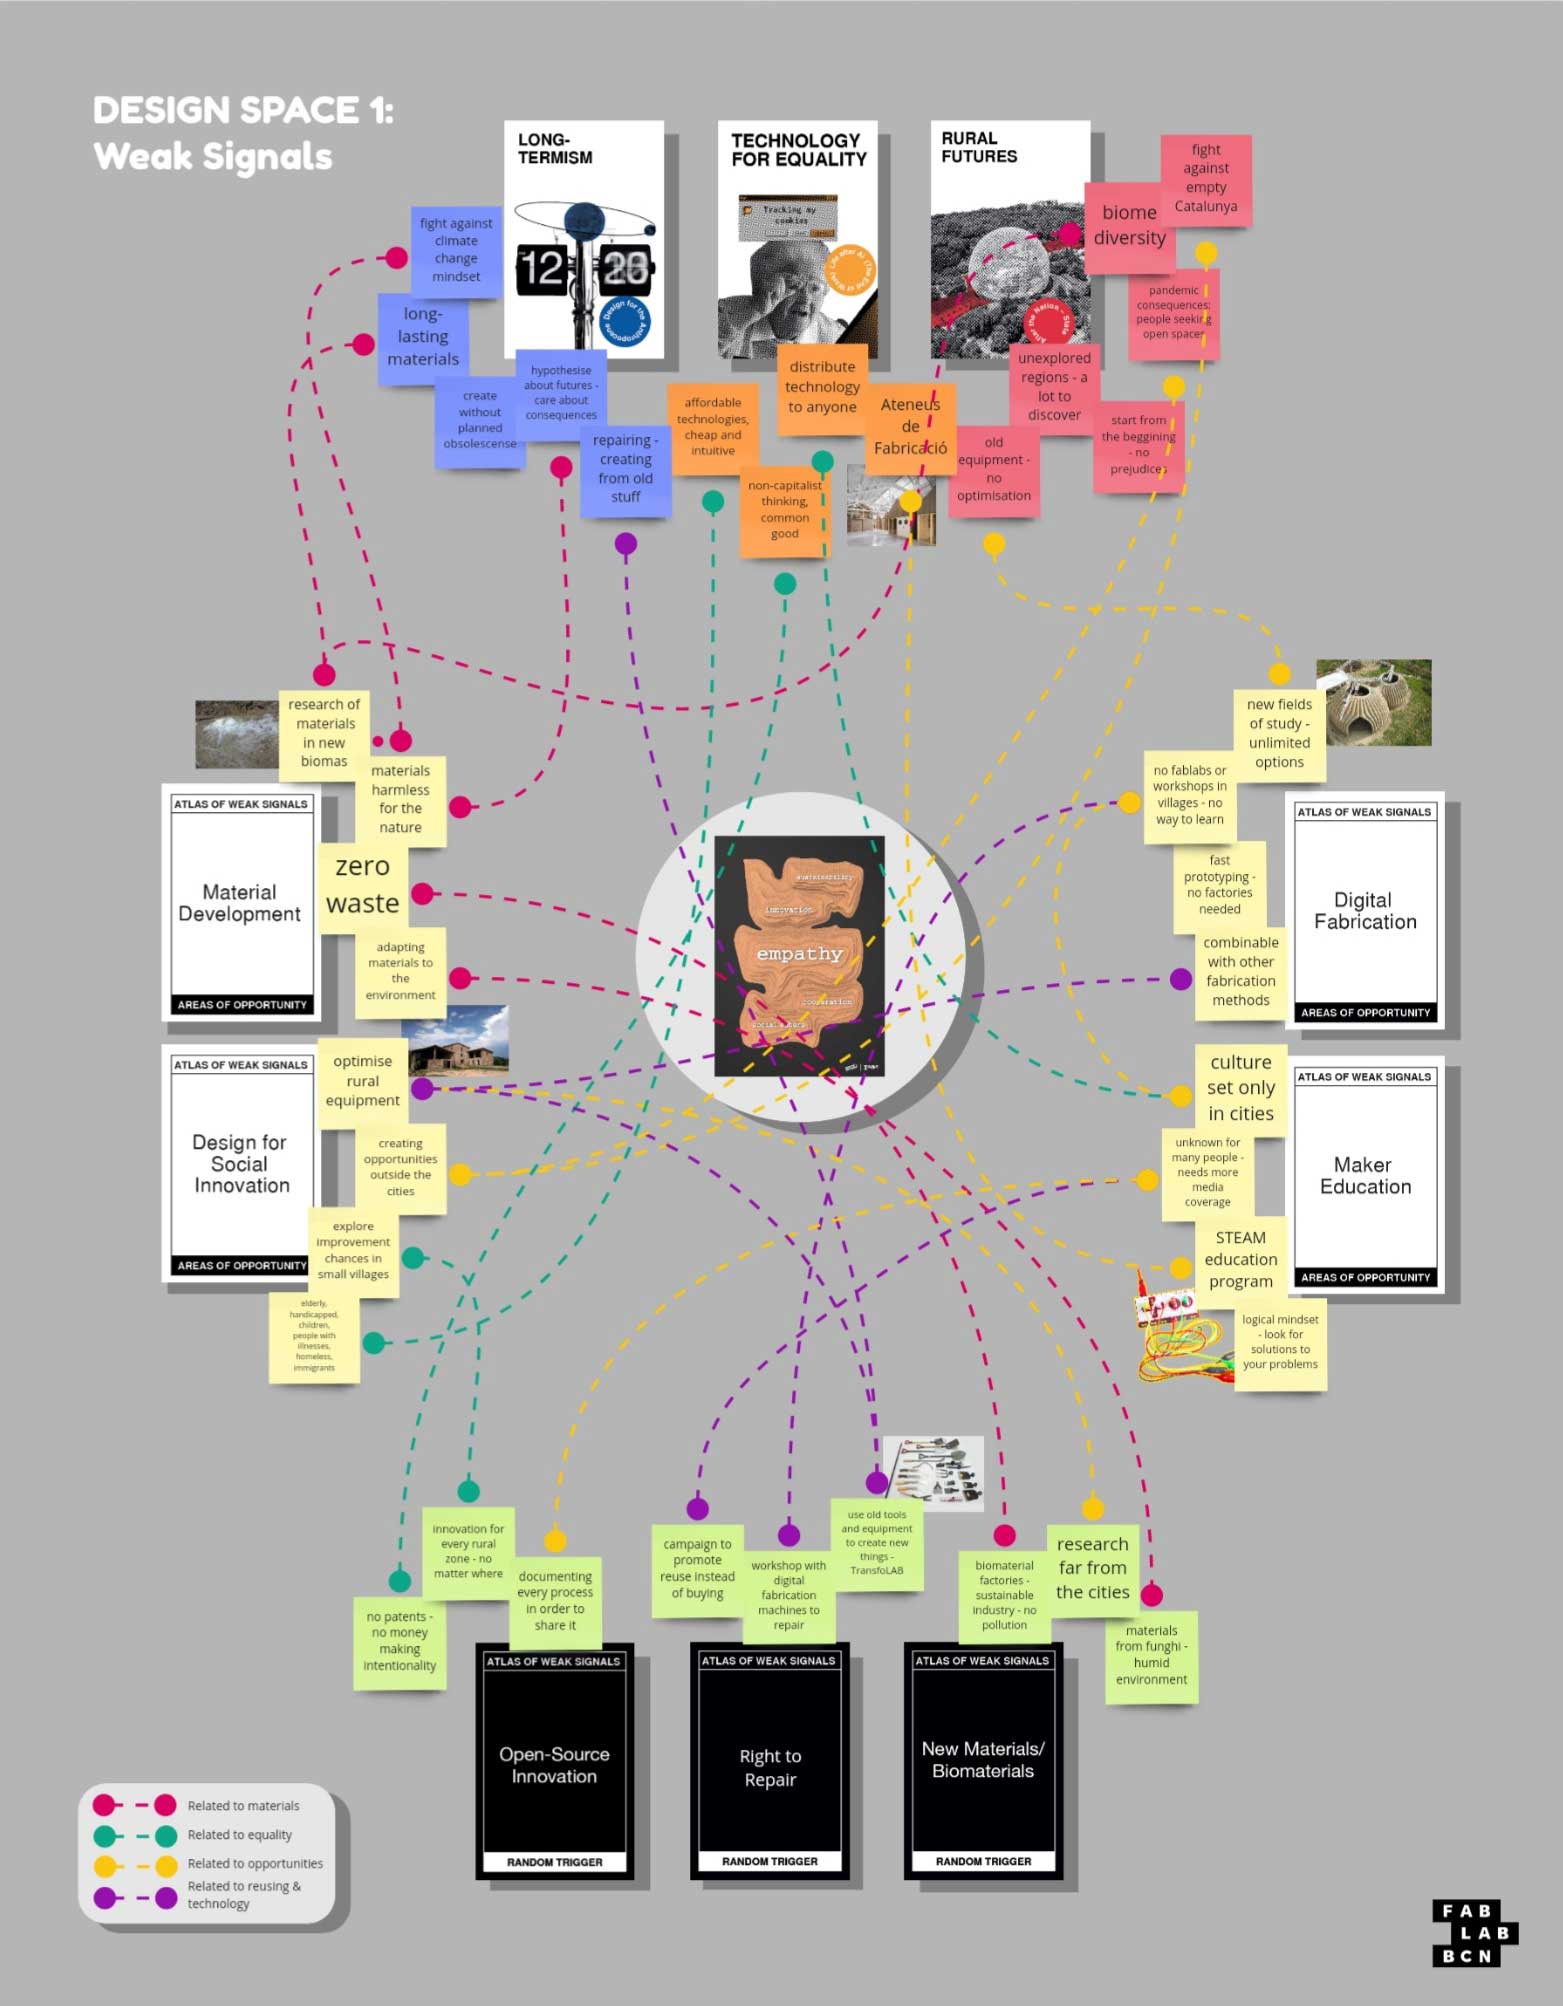 DESIGN SPACE 1:
Weak Signals
LONG-
TERMISM
12
Design for the Anthropocene
TECHNOLOGY
FOR EQUALITY
Tracking my
cookies
Life after AI (The End of Work)
RURAL
FUTURES
After the Nation - State
fight
against
empty
Catalunya
biome
diversity
pandemic
consequences:
people seeking
open spaces
unexplored
regions - a
lot to
discover
start from
the beggining
- no
prejudices
old
equipment -
no
optimisation
fight against
climate
change
mindset
long-
lasting
materials
create
without
planned
obsolescense
hypothesise
about futures -
care about
consequences
repairing -
creating
from old
stuff
affordable
technologies,
cheap and
intuitive
distribute
technology
to anyone
Ateneus
de
Fabricació
non-capitalist
thinking,
common
good
research of
materials
in new
biomas
materials
harmless
for the
nature
zero
waste
adapting
materials to
the
environment
ATLAS OF WEAK SIGNALS
Material
Development
AREAS OF OPPORTUNITY
optimise
rural
equipment
creating
opportunities
outside the
cities
explore
improvement
chances in
small villages
elderly,
handicapped,
children,
people with
illnesses,
homeless,
immigrants
ATLAS OF WEAK SIGNALS
Design for
Social
Innovation
AREAS OF OPPORTUNITY
sustainability
innovation
empathy
cooperation
new fields
of study -
unlimited
options
no fablabs or
workshops in
villages - no
way to learn
fast
prototyping -
no factories
needed
combinable
with other
fabrication
methods
ATLAS OF WEAK SIGNALS
Digital
Fabrication
AREAS OF OPPORTUNITY
culture
set only
in cities
unknown for
many people -
needs more
media
coverage
STEAM
education
program
logical mindset
- look for
solutions to
your problems
ATLAS OF WEAK SIGNALS
Maker
Education
AREAS OF OPPORTUNITY
no patents -
no money
making
intentionality
innovation for
every rural
zone - no
matter where
documenting
every process
in order to
share it
ATLAS OF WEAK SIGNALS
Open-Source
Innovation
RANDOM TRIGGER
campaign to
promote
reuse instead
of buying
workshop with
digital
fabrication
machines to
repair
use old tools
and equipment
to create new
things -
TransfoLAB
ATLAS OF WEAK SIGNALS
Right to
Repair
RANDOM TRIGGER
biomaterial
factories -
sustainable
industry - no
pollution
research
far from
the cities
materials
from funghi -
humid
environment
ATLAS OF WEAK SIGNALS
New Materials/
Biomaterials
RANDOM TRIGGER
Related to materials
Related to equality
Related to opportunities
Related to reusing &
technology
FAB
LAB
BCN